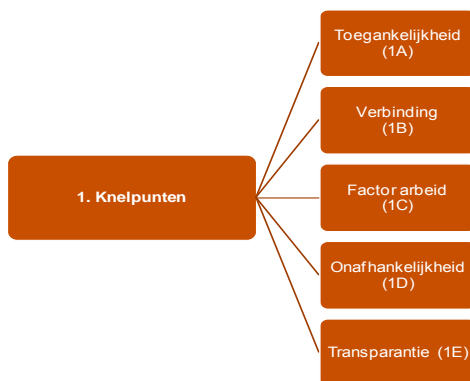 Toegankelijkheid
(1A)
Verbinding
(1B)
1. Knelpunten
Factor arbeid
(1C)
Onafhankelijkheid
(1D)
Transparantie (1E)